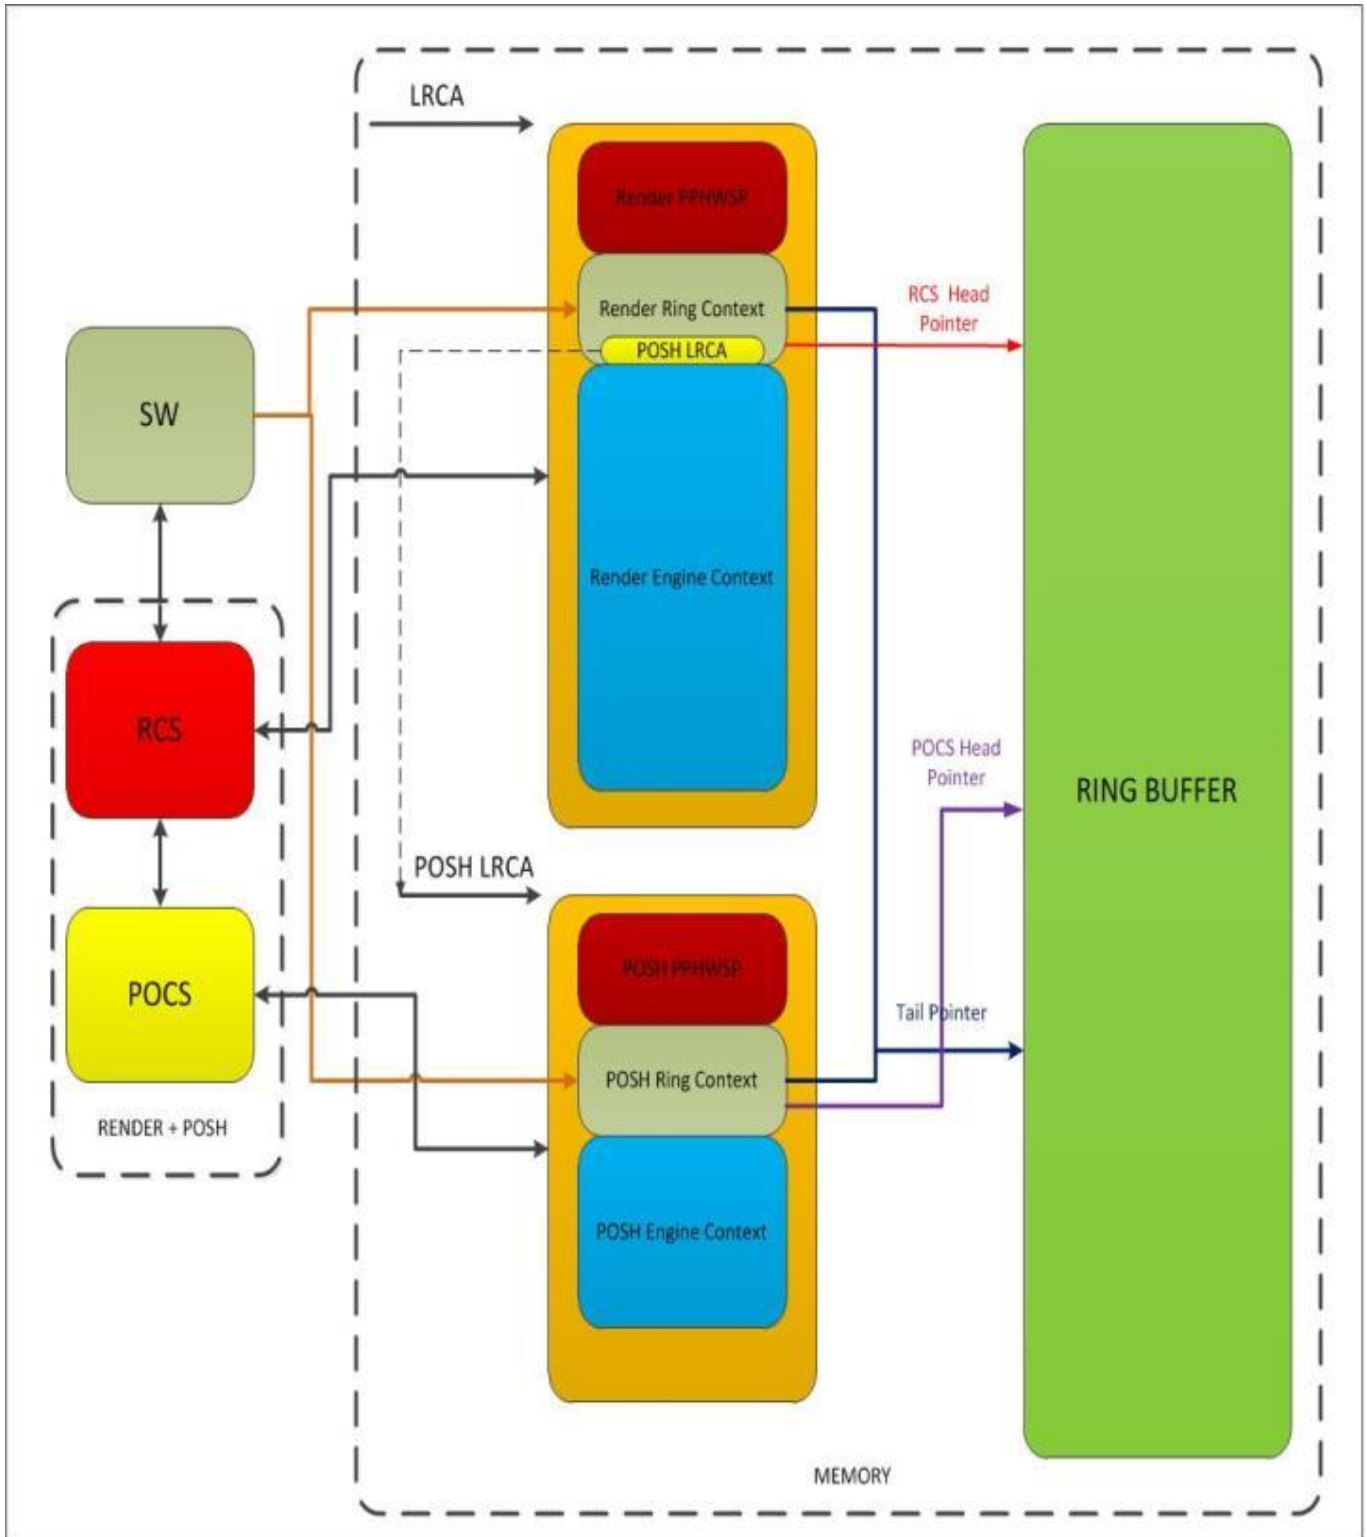 LRCA
Render PPHWSP
Render Ring Context
POSH LRCA
RCS Head
Pointer
SW
Render Engine Context
RCS
POCS Head
Pointer
RING BUFFER
POSH LRCA
POSH PPHWSP
POCS
Tail Pointer
POSH Ring Context
RENDER + POSH
POSH Engine Context
MEMORY